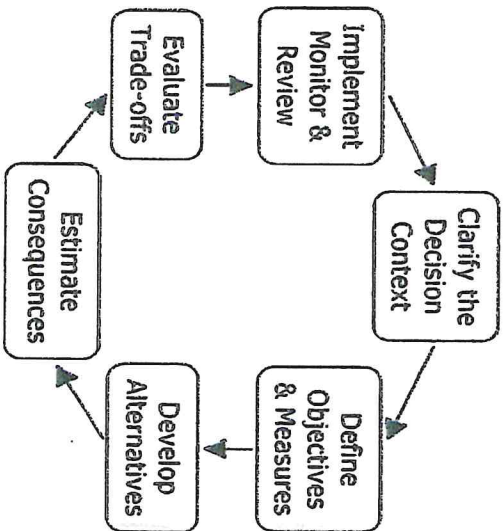 Clarify the
Decision
Context
Define
Objectives
& Measures
Develop
Alternatives
Estimate
Consequences
Evaluate
Trade-offs
Implement
Monitor &
Review